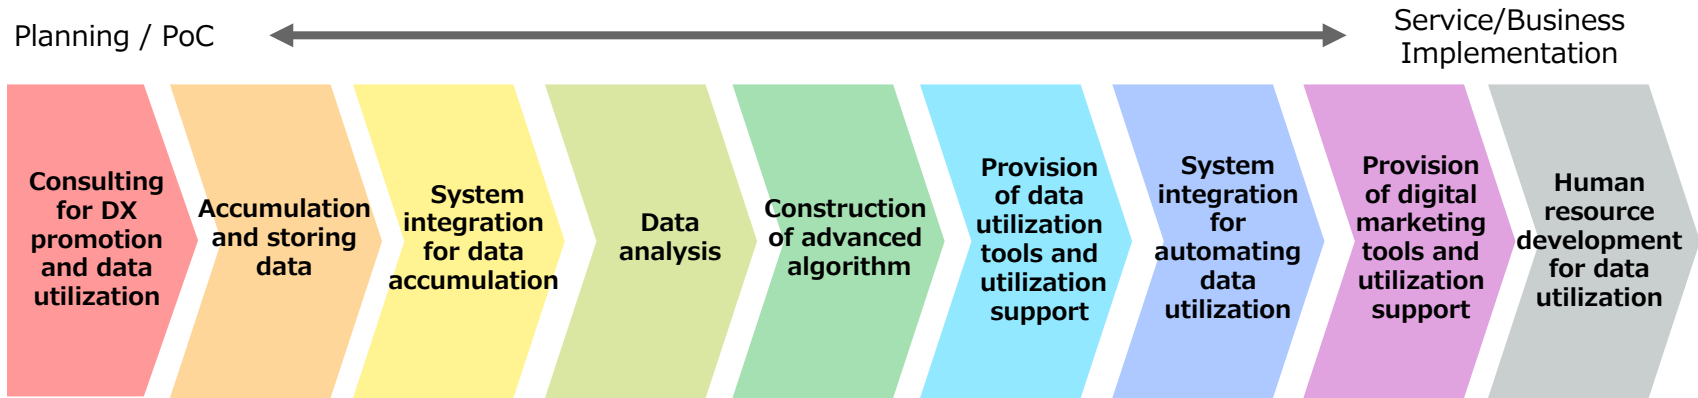 Planning / PoC
Service/Business
Implementation
Consulting
for DX
promotion
and data
utilization
Accumulation
and storing
data
System
integration
for data
accumulation
Data
analysis
Construction
of advanced
algorithm
Provision
of data
utilization
tools and
utilization
support
System
integration
for
automating
data
utilization
Provision
of digital
marketing
tools and
utilization
support
Human
resource
development
for data
utilization